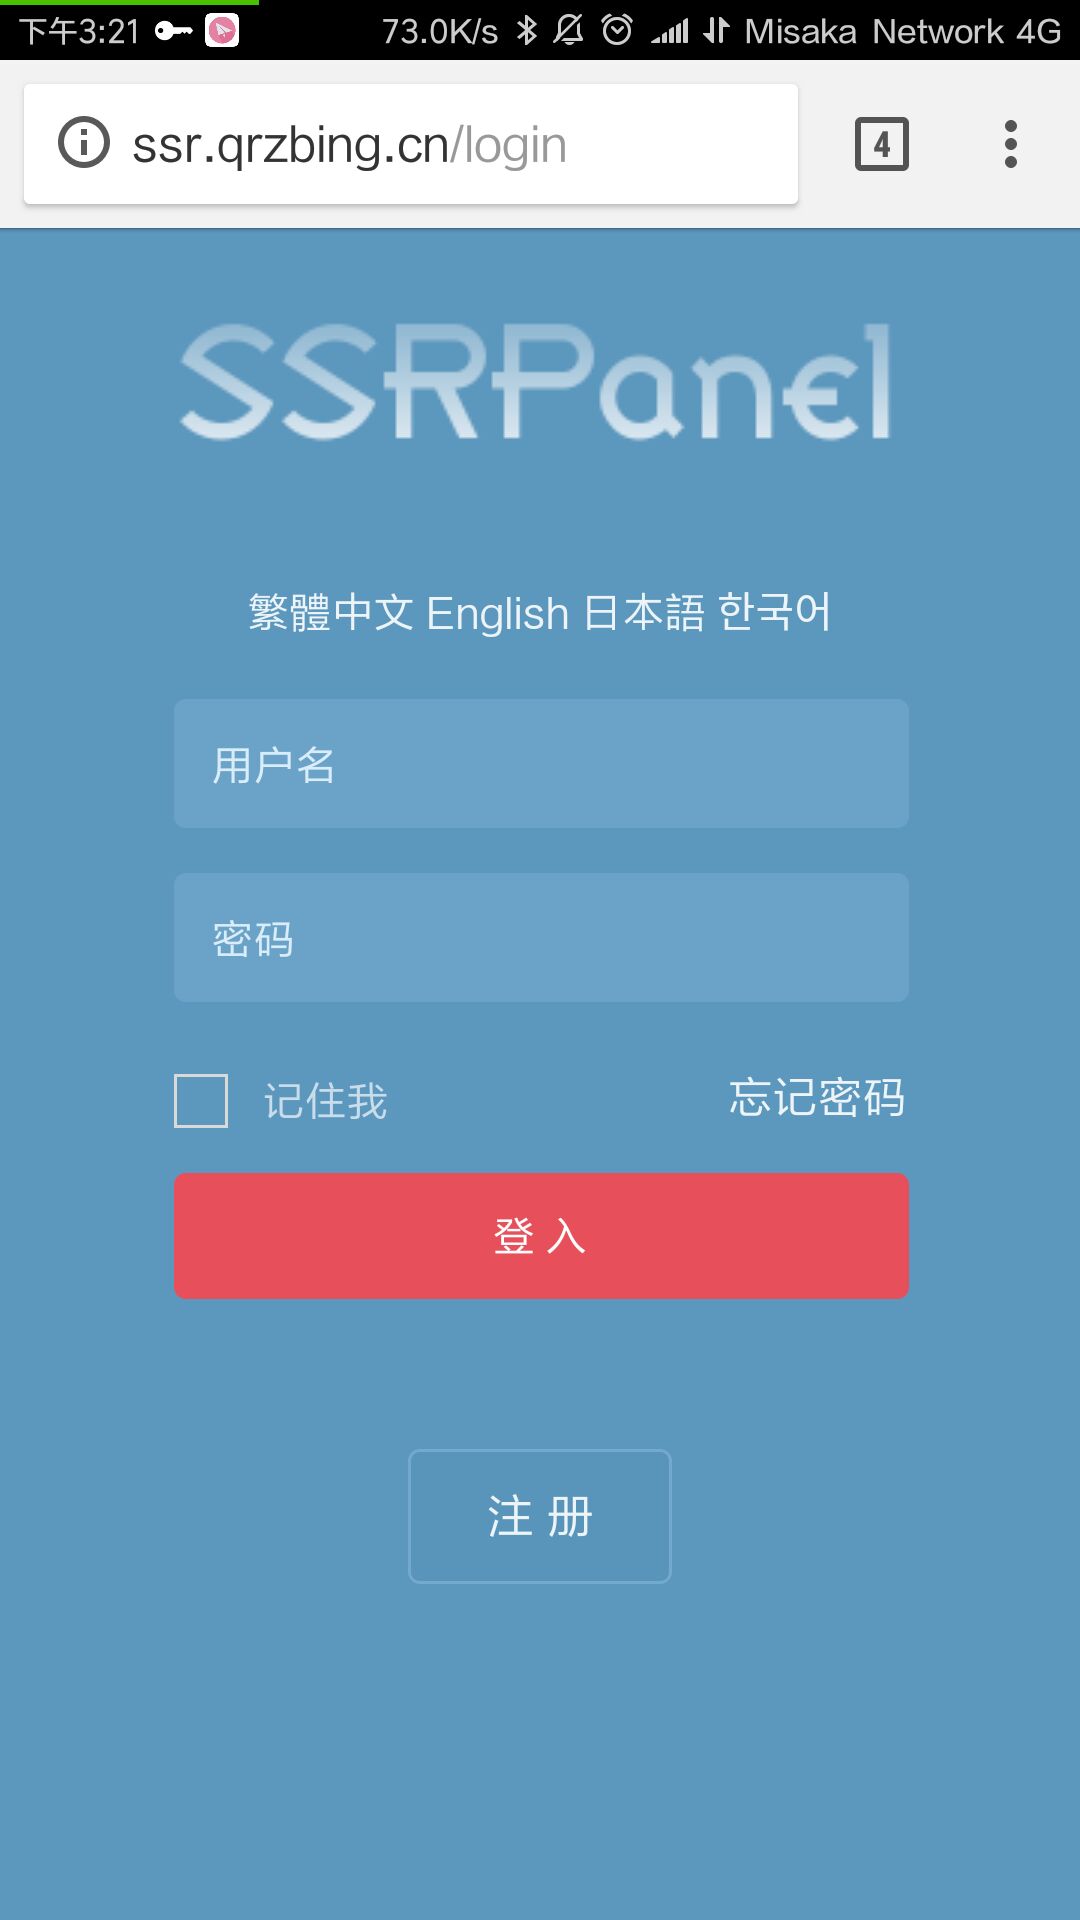 下午3:21 73.0K/s Misaka Network 4G
ssr.qrzbing.cn/login 4
SSRPanel
繁體中文 English 日本語 한국어
用户名
密码
记住我 忘记密码
登 入
注 册